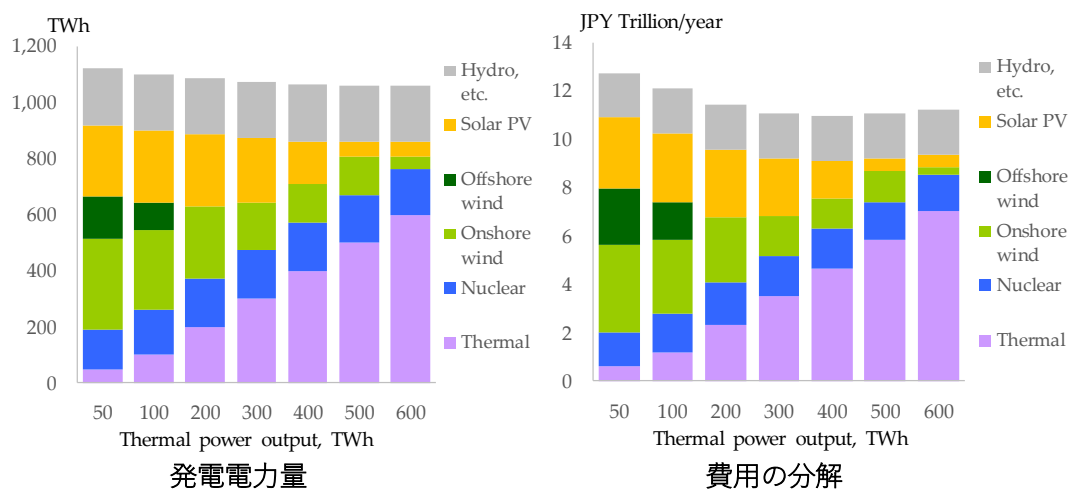 TWh
1,200
1,000
800
600
400
200
0
50 100 200 300 400 500 600
Thermal power output, TWh
Hydro,
etc.
Solar PV
Offshore
wind
Onshore
wind
Nuclear
Thermal
発電電力量
JPY Trillion/year
14
12
10
8
6
4
2
0
50 100 200 300 400 500 600
Thermal power output, TWh
Hydro,
etc.
Solar PV
Offshore
wind
Onshore
wind
Nuclear
Thermal
費用の分解